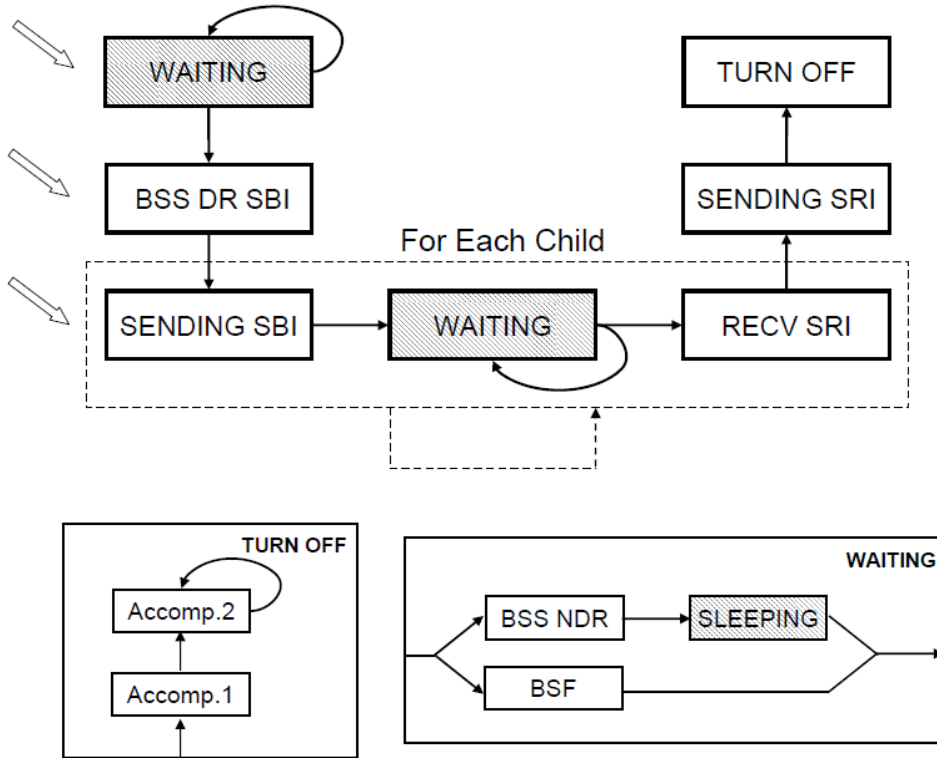 WAITING
TURN OFF
BSS DR SBI
SENDING SRI
For Each Child
SENDING SBI
WAITING
RECV SRI
TURN OFF
Accomp.2
Accomp.1
WAITING
BSS NDR
SLEEPING
BSF